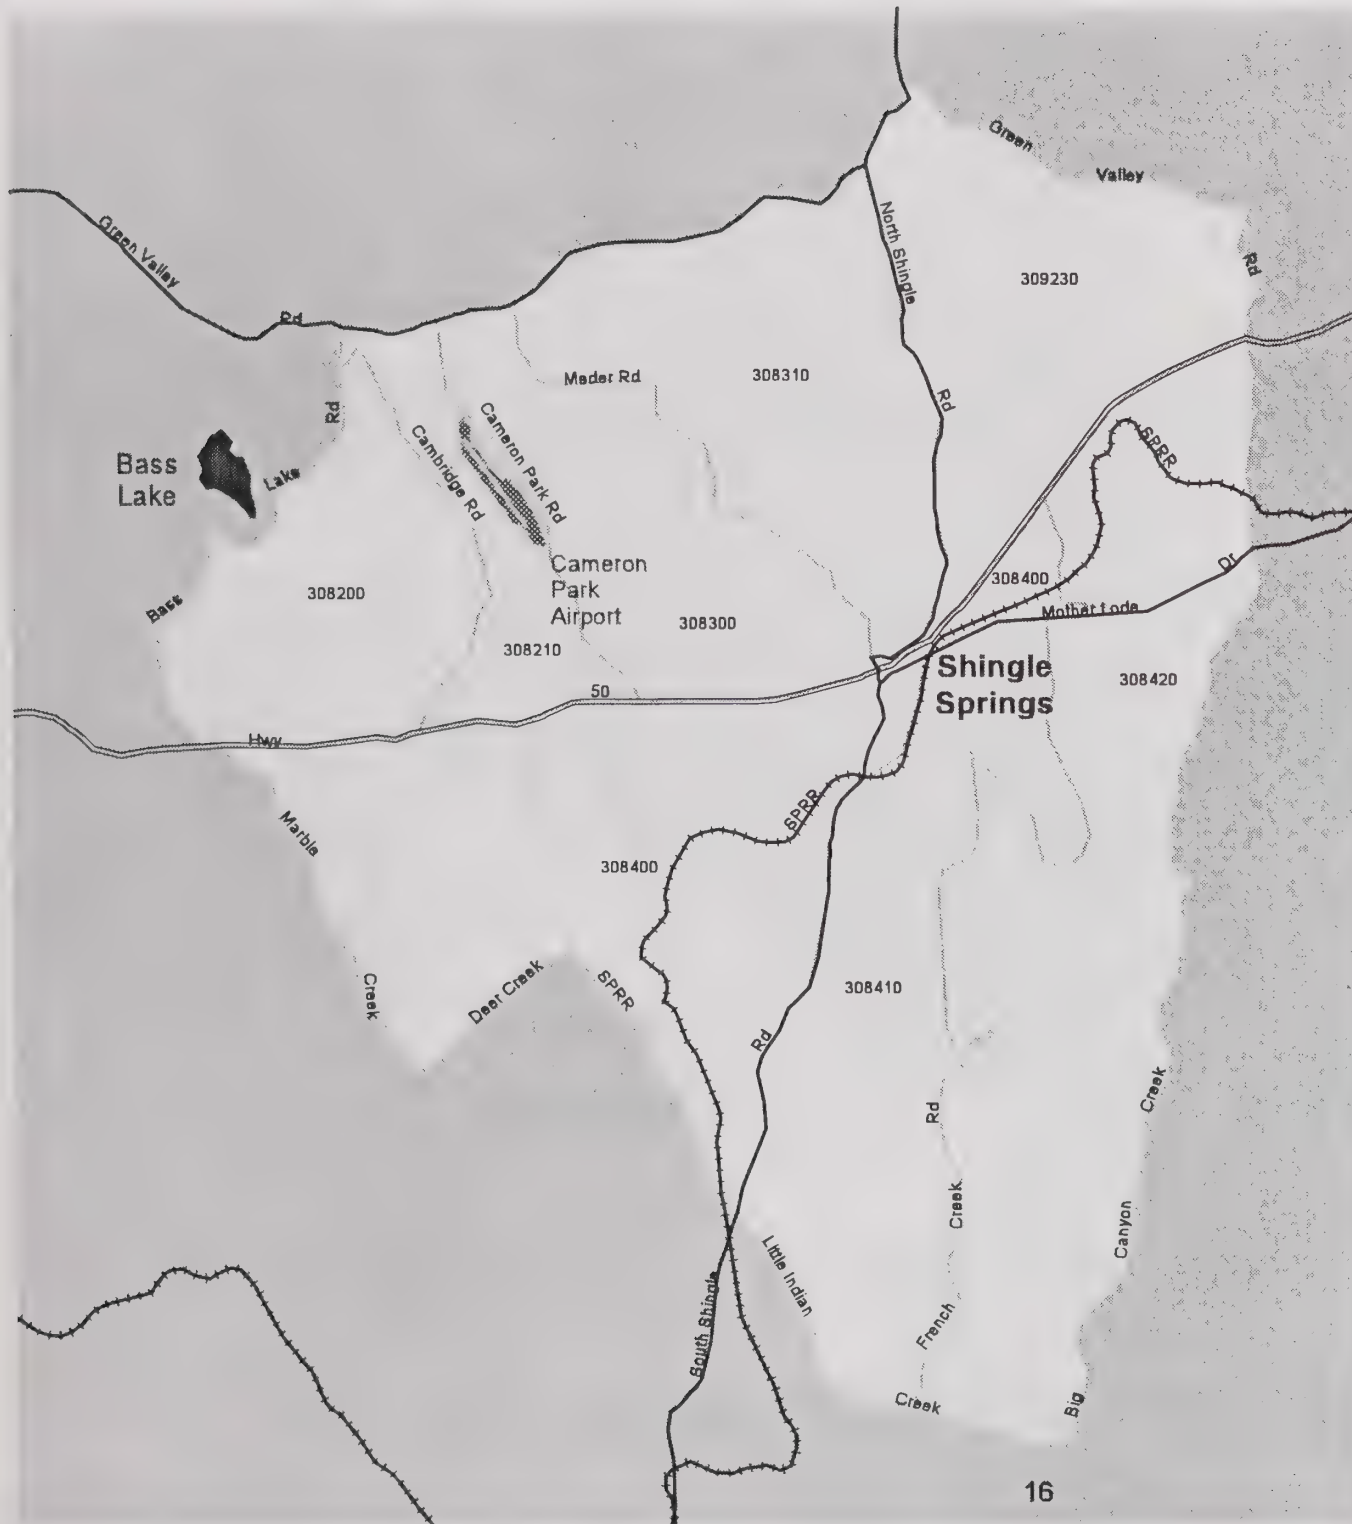 Green
Valley
Rd
Green Valley
Rd
North Shingle
Rd
309230
Meder Rd
308310
Rd
Lake
Bass
Bass
Lake
Cambridge Rd
Cameron Park Rd
Cameron
Park
Airport
308200
308210
308300
SPRR
308400
Mother Lode
Dr
Shingle
Springs
308420
50
Hwy
Marble
Creek
SPRR
308400
Deer Creek
SPRR
308410
Rd
South Shingle
Rd
Creek
French
Little Indian
Creek
Creek
Canyon
Big
16